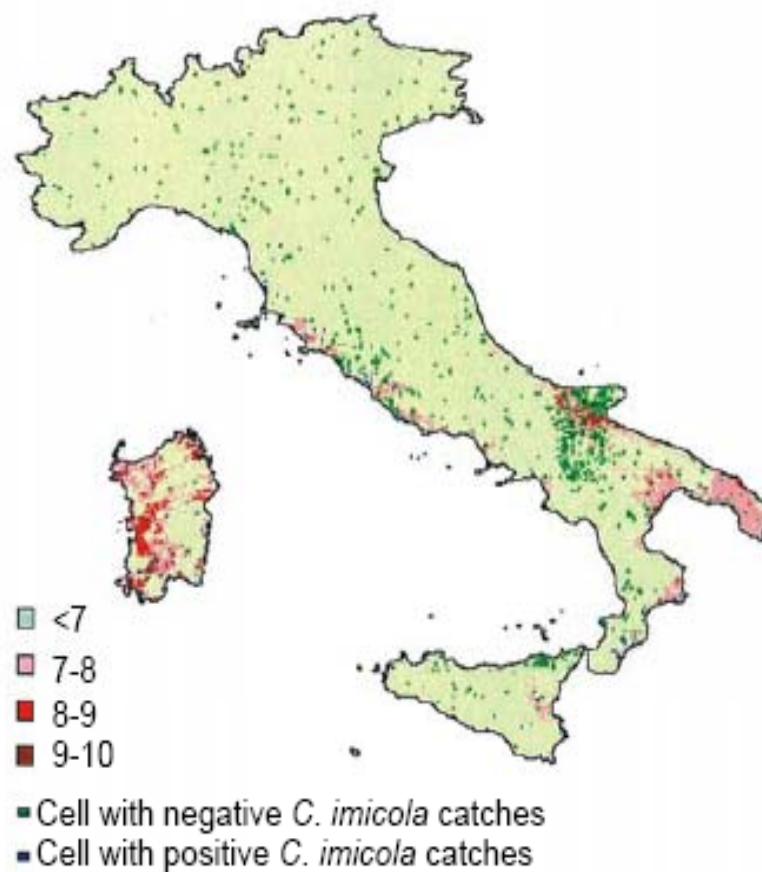 <7
7-8
8-9
9-10
Cell with negative C. imicola catches
Cell with positive C. imicola catches